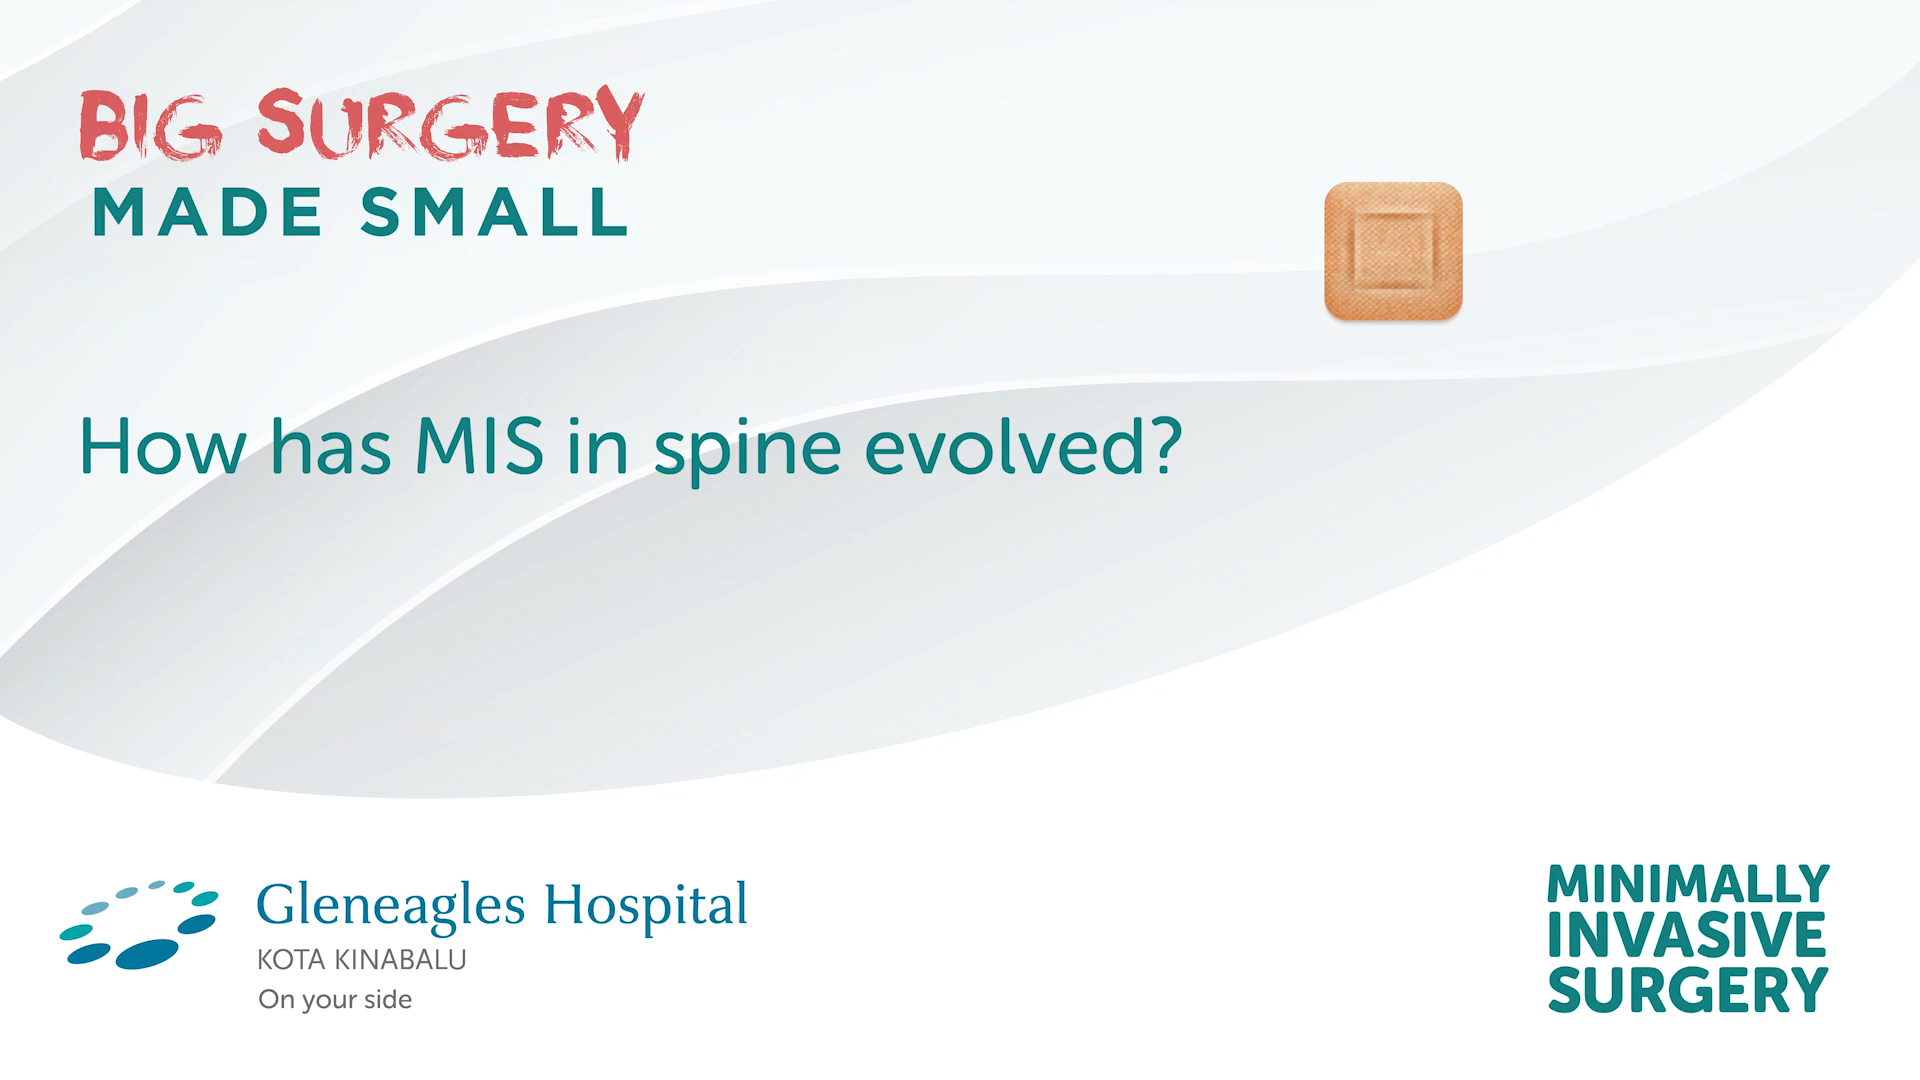 BIG SURGERY
MADE SMALL
How has MIS in spine evolved?
Gleneagles Hospital
KOTA KINABALU
On your side
MINIMALLY
INVASIVE
SURGERY